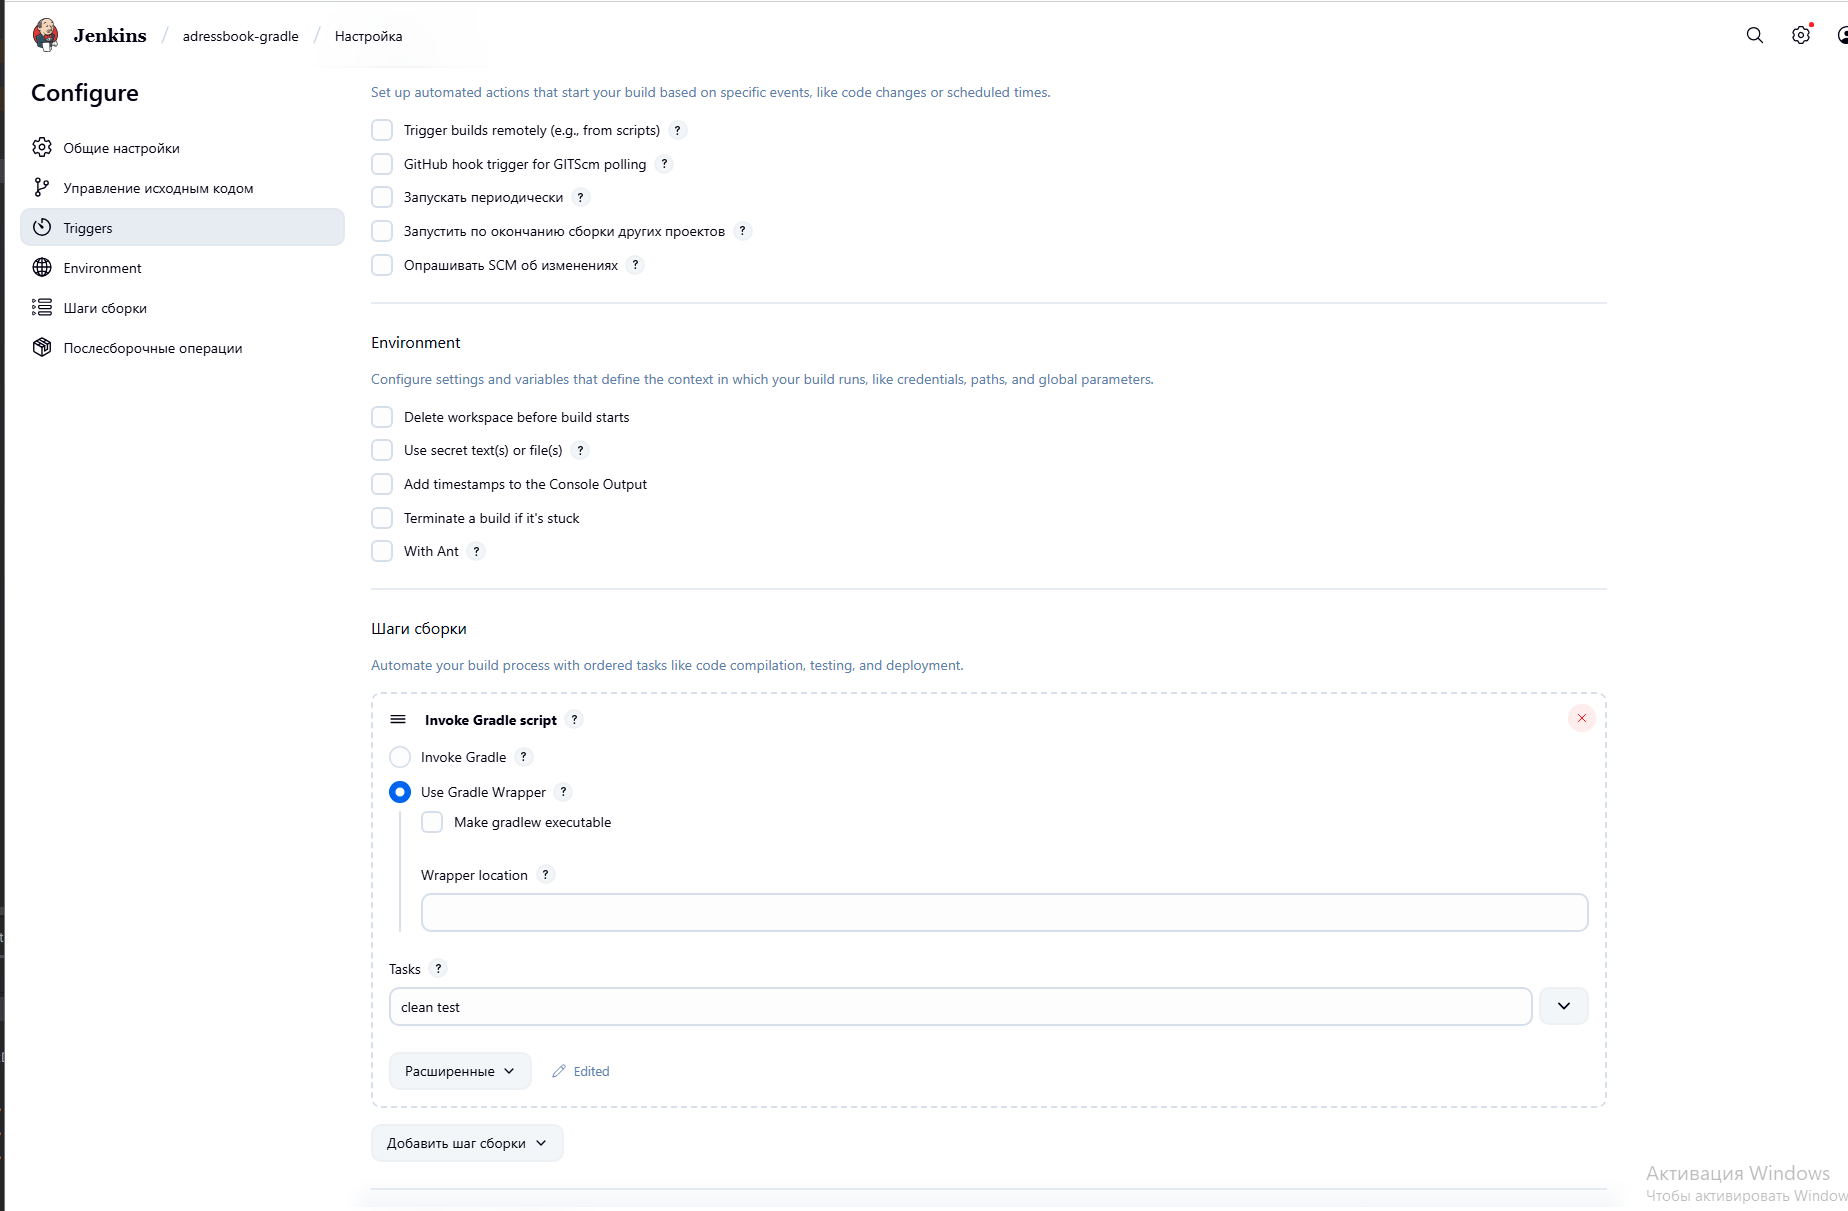 Jenkins / adressbook-gradle / Настройка
Configure
Общие настройки
Управление исходным кодом
Triggers
Environment
Шаги сборки
Послесборочные операции
Set up automated actions that start your build based on specific events, like code changes or scheduled times.
Trigger builds remotely (e.g., from scripts) ?
GitHub hook trigger for GITScm polling ?
Запускать периодически ?
Запустить по окончанию сборки других проектов ?
Опрашивать SCM об изменениях ?
Environment
Configure settings and variables that define the context in which your build runs, like credentials, paths, and global parameters.
Delete workspace before build starts
Use secret text(s) or file(s) ?
Add timestamps to the Console Output
Terminate a build if it's stuck
With Ant ?
Шаги сборки
Automate your build process with ordered tasks like code compilation, testing, and deployment.
Invoke Gradle script ?
Invoke Gradle ?
Use Gradle Wrapper ?
Make gradlew executable
Wrapper location ?
Tasks ?
clean test
Расширенные
Edited
Добавить шаг сборки
Активация Windows
Чтобы активировать Window